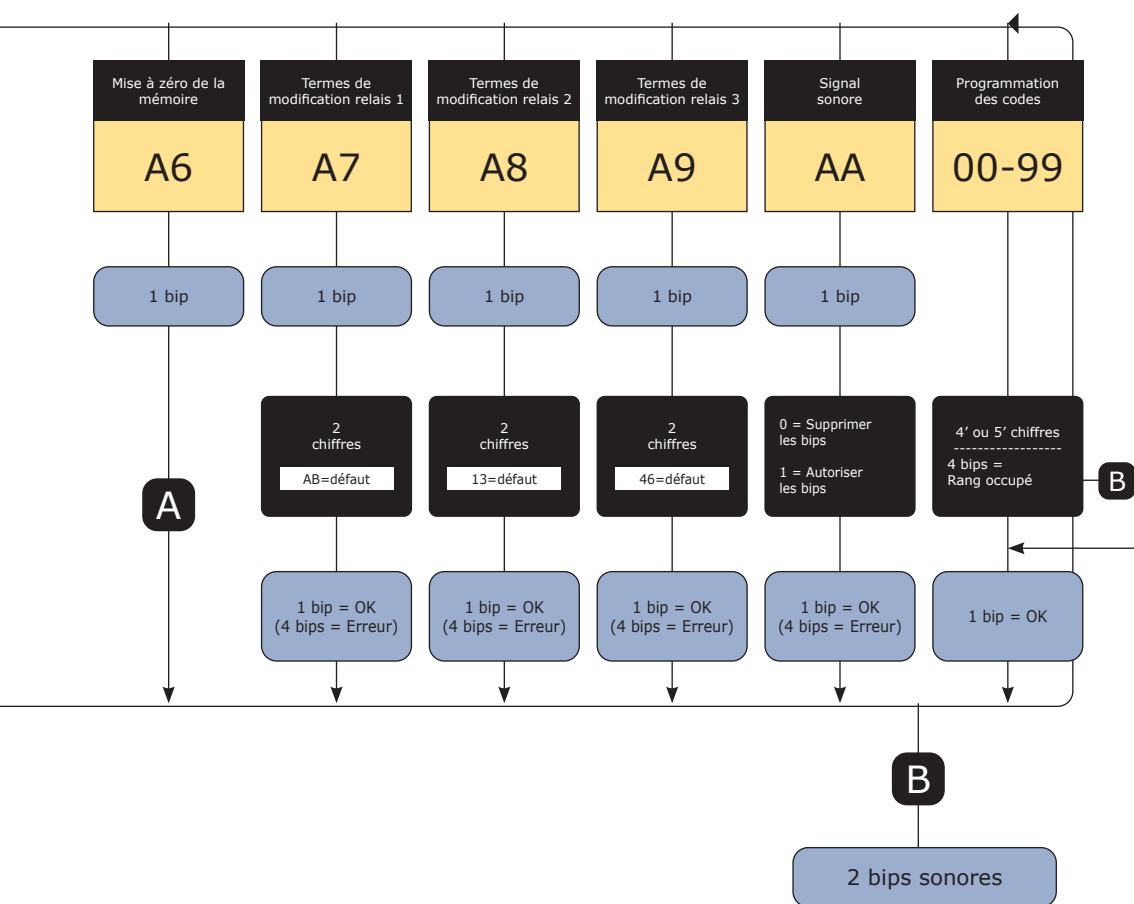 Mise à zéro de la
mémoire
A6
1 bip
A
Termes de
modification relais 1
A7
1 bip
2
chiffres
AB=défaut
1 bip = OK
(4 bips = Erreur)
Termes de
modification relais 2
A8
1 bip
2
chiffres
13=défaut
1 bip = OK
(4 bips = Erreur)
Termes de
modification relais 3
A9
1 bip
2
chiffres
46=défaut
1 bip = OK
(4 bips = Erreur)
Signal
sonore
AA
1 bip
0 = Supprimer
les bips
1 = Autoriser
les bips
1 bip = OK
(4 bips = Erreur)
Programmation
des codes
00-99
4’ ou 5’ chiffres
-------------------
4 bips =
Rang occupé
B
1 bip = OK
B
2 bips sonores